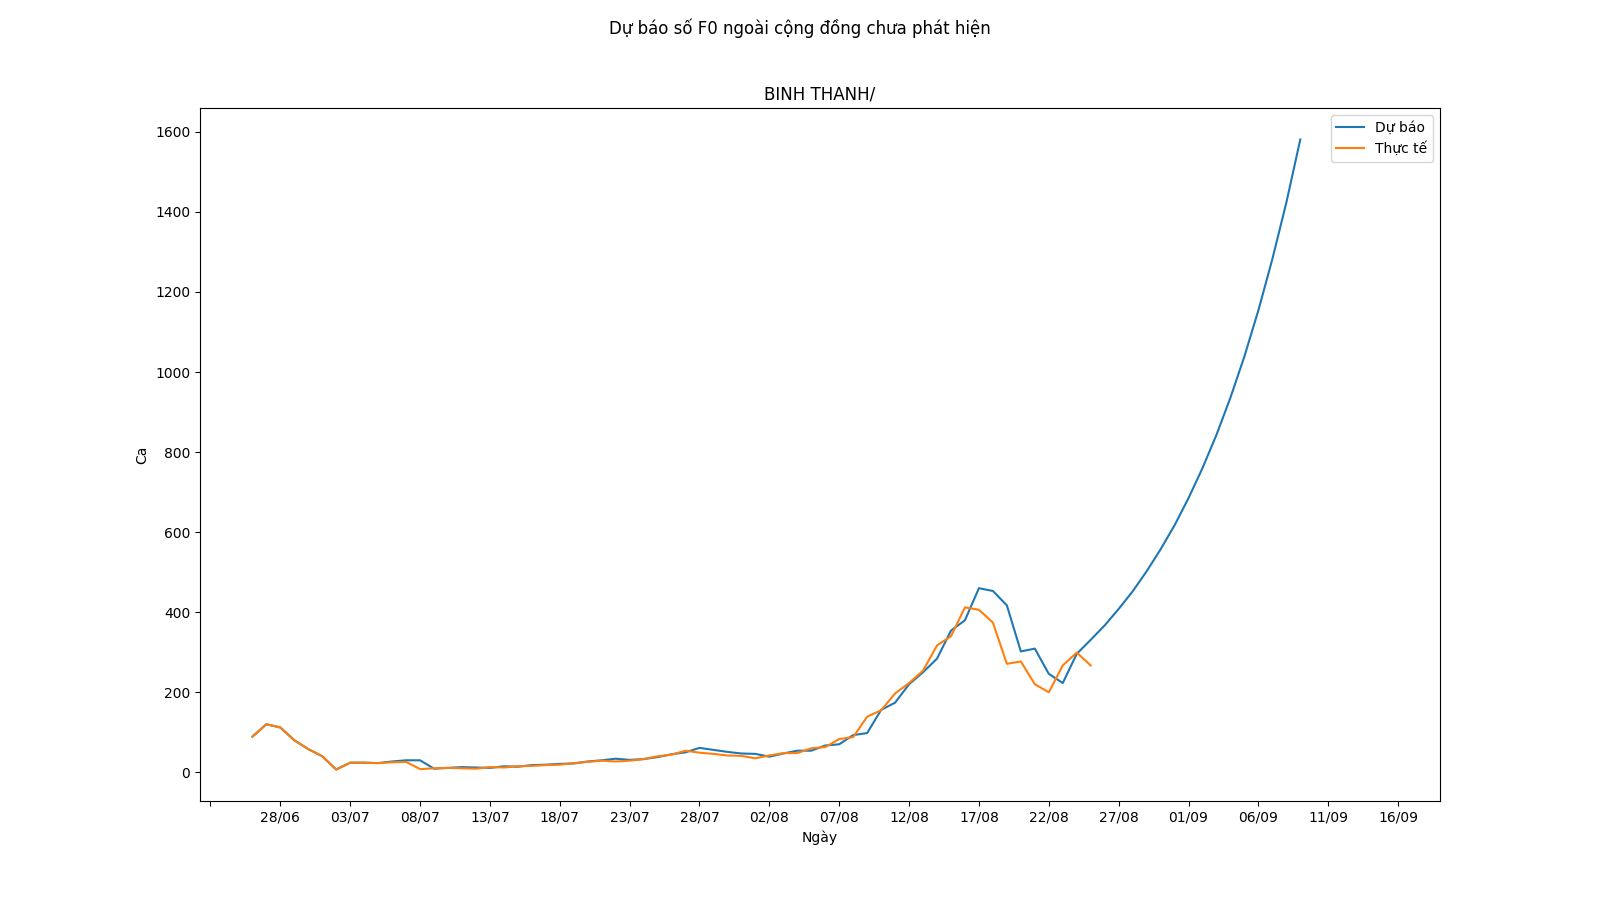 Dự báo số F0 ngoài cộng đồng chưa phát hiện
BINH THANH/
Dự báo
Thực tế
1600
1400
1200
1000
800
600
400
200
0
Ca
28/06 03/07 08/07 13/07 18/07 23/07 28/07 02/08 07/08 12/08 17/08 22/08 27/08 01/09 06/09 11/09 16/09
Ngày